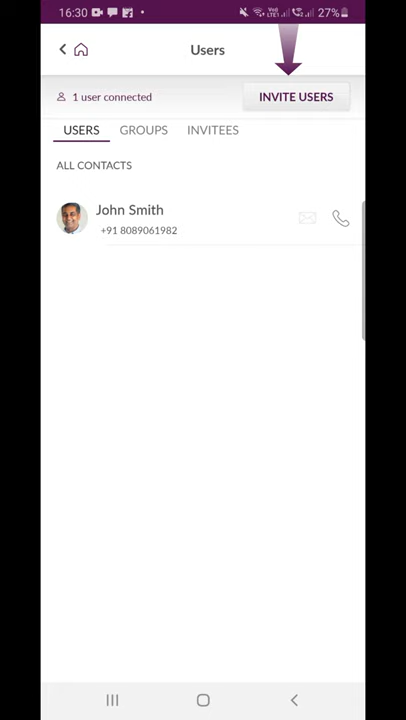 16:30 27%
Users
1 user connected
INVITE USERS
USERS GROUPS INVITEES
ALL CONTACTS
John Smith
+91 8089061982